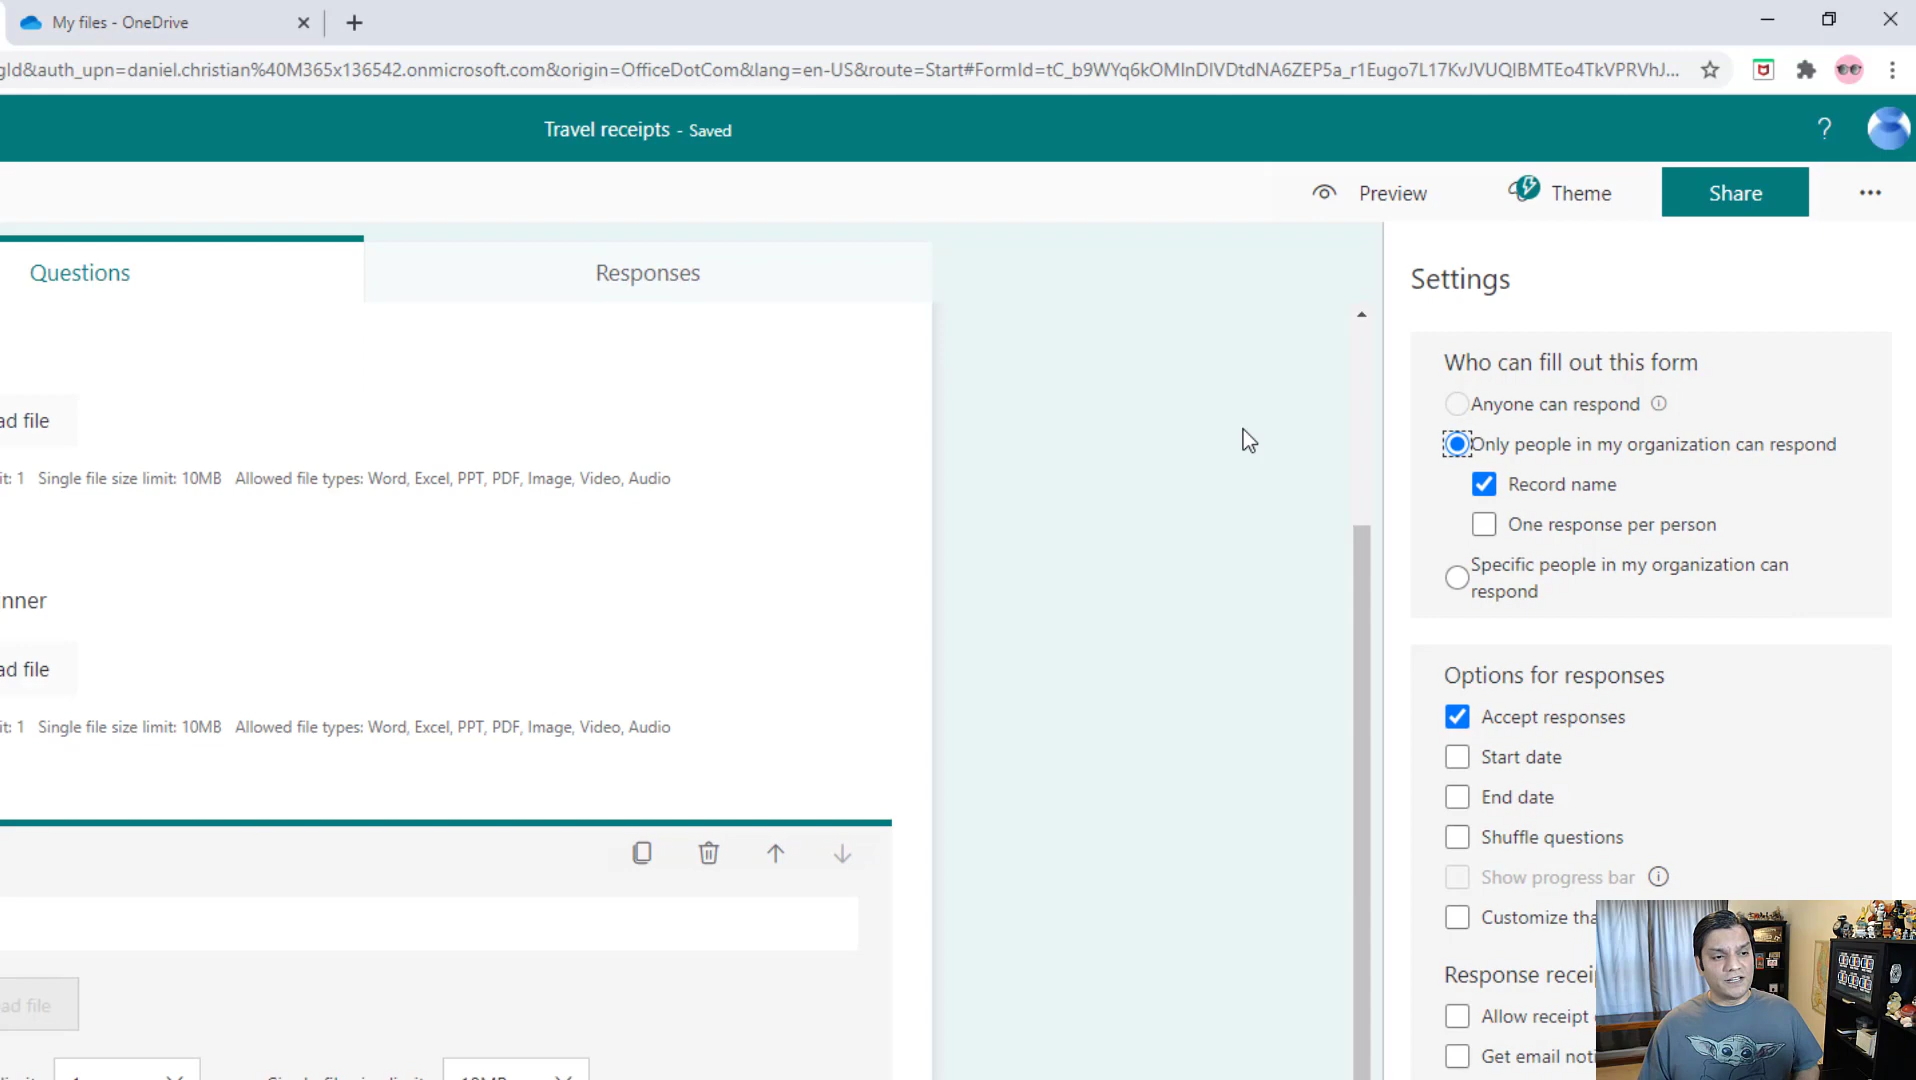 My files - OneDrive
gId&auth_upn=daniel.christian%40M365x136542.onmicrosoft.com&origin=OfficeDotCom&lang=en-US&route=Start#FormId=tC_b9WYq6kOMInDIVDtdNA6ZEP5a_r1Eugo7L17KvJVUQlBMTEo4TkVPRVhJ...
Travel receipts - Saved
?
Preview
Theme
Share
Questions
Responses
Settings
Who can fill out this form
Anyone can respond
Only people in my organization can respond
Record name
One response per person
Specific people in my organization can
respond
ad file
it: 1 Single file size limit: 10MB Allowed file types: Word, Excel, PPT, PDF, Image, Video, Audio
nner
ad file
it: 1 Single file size limit: 10MB Allowed file types: Word, Excel, PPT, PDF, Image, Video, Audio
ad file
Options for responses
Accept responses
Start date
End date
Shuffle questions
Show progress bar
Customize tha
Response recei
Allow receipt
Get email noti